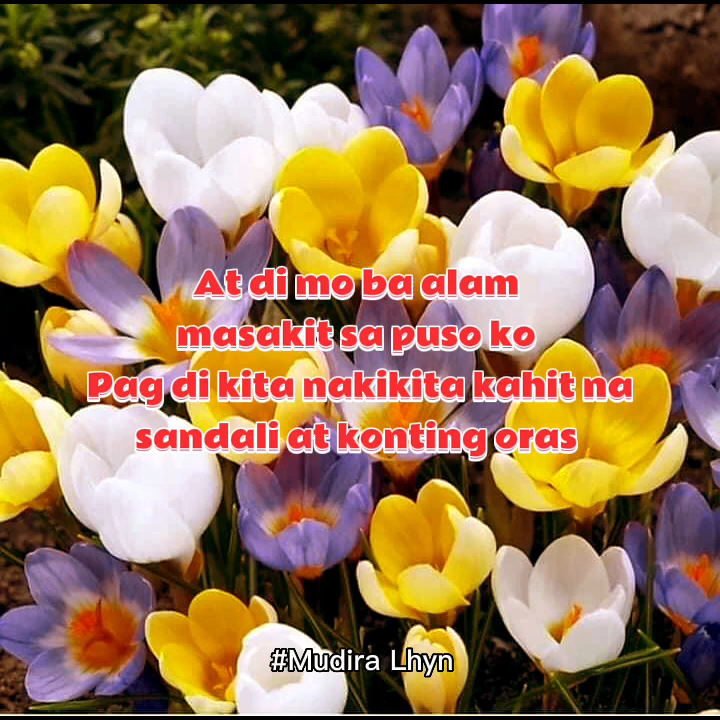 At di mo ba alam
masakit sa puso ko
Pag di kita nakikita kahit na
sandali at konting oras
#Mudira Lhyn